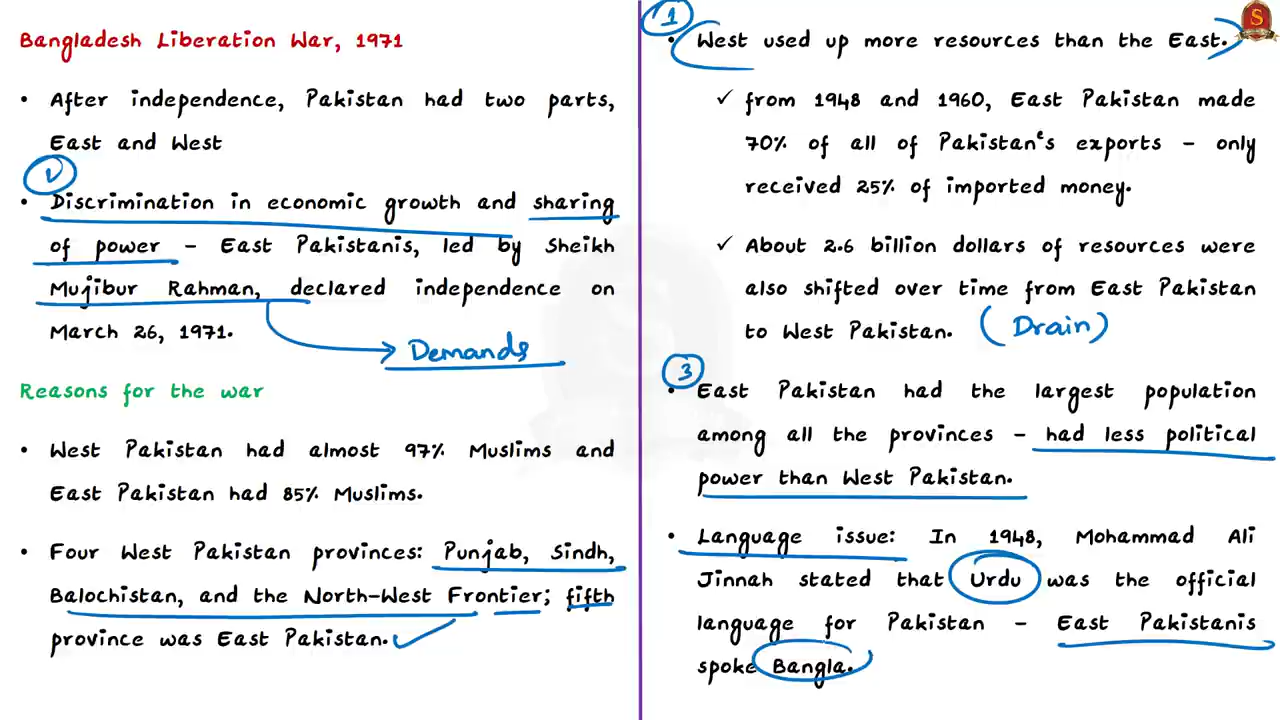 Bangladesh Liberation War, 1971
• After independence, Pakistan had two parts,
East and West
• Discrimination in economic growth and sharing
of power – East Pakistanis, led by Sheikh
Mujibur Rahman, declared independence on
March 26, 1971.
Demands
Reasons for the war
• West Pakistan had almost 97% Muslims and
East Pakistan had 85% Muslims.
• Four West Pakistan provinces: Punjab, Sindh,
Balochistan, and the North-West Frontier; fifth
province was East Pakistan.
1
• West used up more resources than the East.
S
✓ from 1948 and 1960, East Pakistan made
70% of all of Pakistan's exports – only
received 25% of imported money.
✓ About 2.6 billion dollars of resources were
also shifted over time from East Pakistan
to West Pakistan. (Drain)
3
• East Pakistan had the largest population
among all the provinces – had less political
power than West Pakistan.
• Language issue: In 1948, Mohammad Ali
Jinnah stated that Urdu was the official
language for Pakistan – East Pakistanis
spoke Bangla.